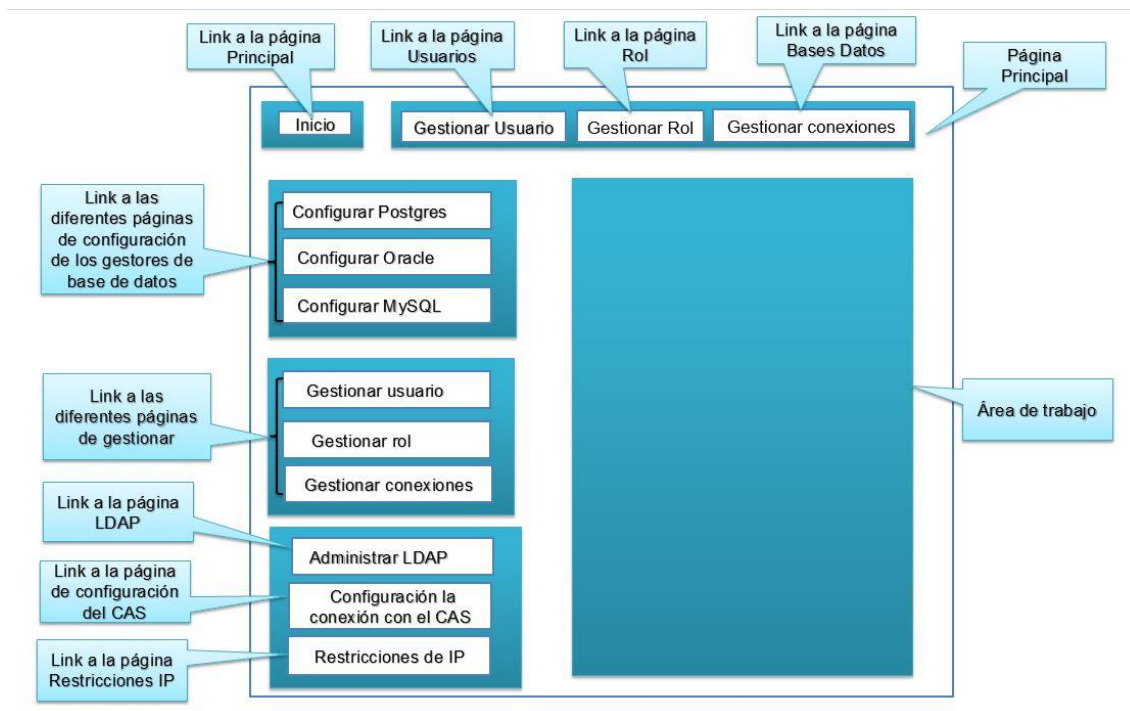 Link a la página
Principal
Link a la página
Usuarios
Link a la página
Rol
Link a la página
Bases Datos
Página
Principal
Inicio
Gestionar Usuario
Gestionar Rol
Gestionar conexiones
Link a las
diferentes páginas
de configuración
de los gestores de
base de datos
Configurar Postgres
Configurar Oracle
Configurar MySQL
Link a las
diferentes páginas
de gestionar
Gestionar usuario
Gestionar rol
Gestionar conexiones
Área de trabajo
Link a la página
LDAP
Administrar LDAP
Link a la página
de configuración
del CAS
Configuración la
conexión con el CAS
Link a la página
Restricciones IP
Restricciones de IP